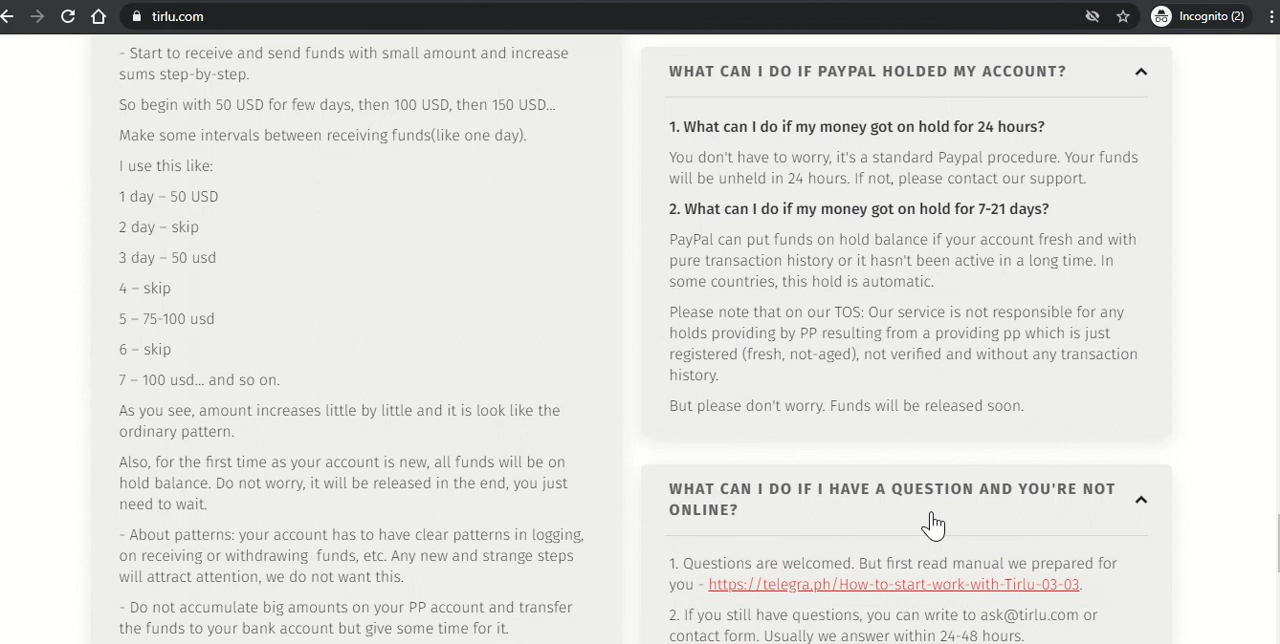 tirlu.com
Incognito (2)
- Start to receive and send funds with small amount and increase
sums step-by-step.
So begin with 50 USD for few days, then 100 USD, then 150 USD...
Make some intervals between receiving funds(like one day).
I use this like:
1 day – 50 USD
2 day – skip
3 day – 50 usd
4 – skip
5 – 75-100 usd
6 – skip
7 – 100 usd... and so on.
As you see, amount increases little by little and it is look like the
ordinary pattern.
Also, for the first time as your account is new, all funds will be on
hold balance. Do not worry, it will be released in the end, you just
need to wait.
- About patterns: your account has to have clear patterns in logging,
on receiving or withdrawing funds, etc. Any new and strange steps
will attract attention, we do not want this.
- Do not accumulate big amounts on your PP account and transfer
the funds to your bank account but give some time for it.
WHAT CAN I DO IF PAYPAL HOLDED MY ACCOUNT?
1. What can I do if my money got on hold for 24 hours?
You don't have to worry, it's a standard Paypal procedure. Your funds
will be unheld in 24 hours. If not, please contact our support.
2. What can I do if my money got on hold for 7-21 days?
PayPal can put funds on hold balance if your account fresh and with
pure transaction history or it hasn't been active in a long time. In
some countries, this hold is automatic.
Please note that on our TOS: Our service is not responsible for any
holds providing by PP resulting from a providing pp which is just
registered (fresh, not-aged), not verified and without any transaction
history.
But please don't worry. Funds will be released soon.
WHAT CAN I DO IF I HAVE A QUESTION AND YOU'RE NOT
ONLINE?
1. Questions are welcomed. But first read manual we prepared for
you - https://telegra.ph/How-to-start-work-with-Tirlu-03-03.
2. If you still have questions, you can write to ask@tirlu.com or
contact form. Usually we answer within 24-48 hours.